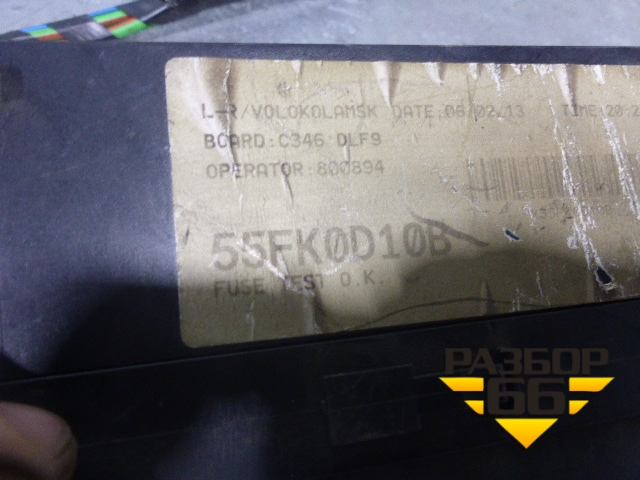 L-R/VOLOKOLAMSK DATE:06/02/13 TIME:20:2
BOARD:C346 DLF9
OPERATOR:800894
55FK0D10B
FUSE TEST O.K.
РАЗБОР
66